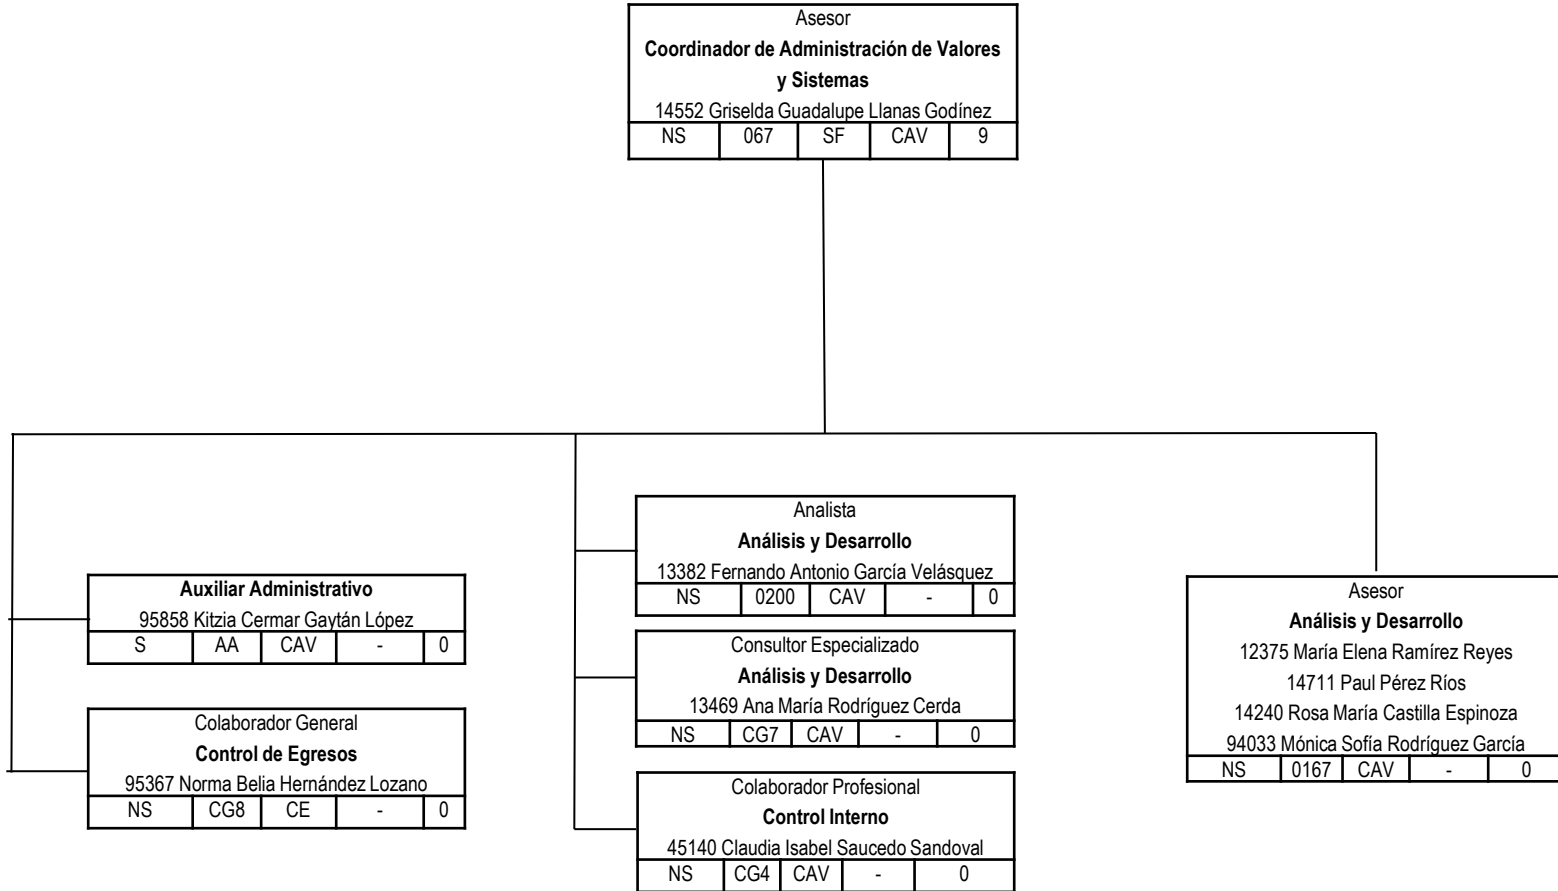 Asesor
Coordinador de Administración de Valores
y Sistemas
14552 Griselda Guadalupe Llanas Godínez
NS 067 SF CAV 9
Auxiliar Administrativo
95858 Kitzia Cermar Gaytán López
S AA CAV - 0
Colaborador General
Control de Egresos
95367 Norma Belia Hernández Lozano
NS CG8 CE - 0
Analista
Análisis y Desarrollo
13382 Fernando Antonio García Velásquez
NS 0200 CAV - 0
Consultor Especializado
Análisis y Desarrollo
13469 Ana María Rodríguez Cerda
NS CG7 CAV - 0
Colaborador Profesional
Control Interno
45140 Claudia Isabel Saucedo Sandoval
NS CG4 CAV - 0
Asesor
Análisis y Desarrollo
12375 María Elena Ramírez Reyes
14711 Paul Pérez Ríos
14240 Rosa María Castilla Espinoza
94033 Mónica Sofía Rodríguez García
NS 0167 CAV - 0